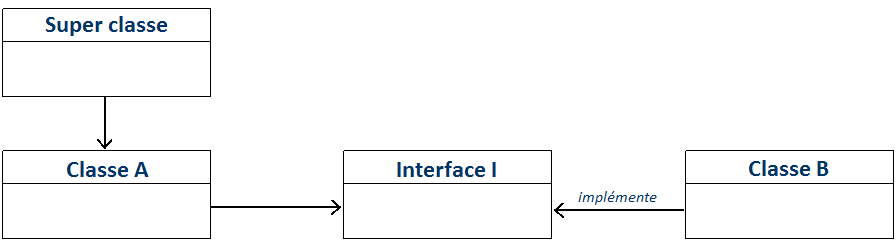 Super classe
Classe A
Interface I
implémente
Classe B